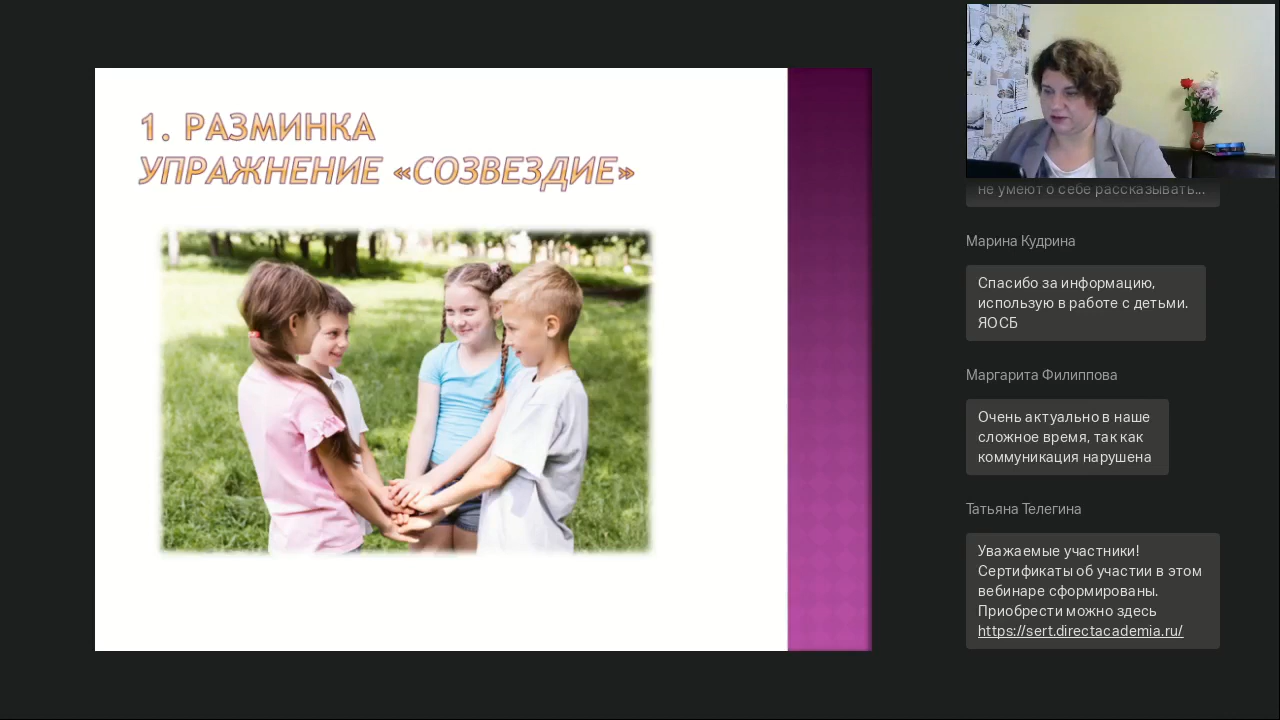 1. РАЗМИНКА
УПРАЖНЕНИЕ «СОЗВЕЗДИЕ»
не умеют о себе рассказывать...
Марина Кудрина
Спасибо за информацию,
использую в работе с детьми.
ЯОСБ
Маргарита Филиппова
Очень актуально в наше
сложное время, так как
коммуникация нарушена
Татьяна Телегина
Уважаемые участники!
Сертификаты об участии в этом
вебинаре сформированы.
Приобрести можно здесь
https://sert.directacademia.ru/